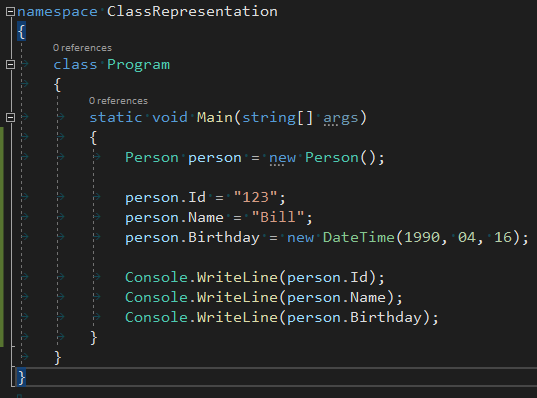 namespace ClassRepresentation
{
0 references
class Program
{
0 references
static void Main(string[] args)
{
Person person = new Person();
person.Id = "123";
person.Name = "Bill";
person.Birthday = new DateTime(1990, 04, 16);
Console.WriteLine(person.Id);
Console.WriteLine(person.Name);
Console.WriteLine(person.Birthday);
}
}
}